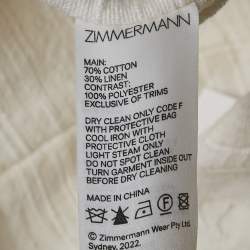 ZIMMERMANN
MAIN:
70% COTTON
30% LINEN
CONTRAST:
100% POLYESTER
EXCLUSIVE OF TRIMS
DRY CLEAN ONLY CODE F
WITH PROTECTIVE BAG
COOL IRON WITH
PROTECTIVE CLOTH
LIGHT STEAM ONLY
DO NOT SPOT CLEAN
TURN GARMENT INSIDE OUT
BEFORE DRY CLEANING
MADE IN CHINA
© Zimmermann Wear Pty Ltd.
Sydney, 2022.